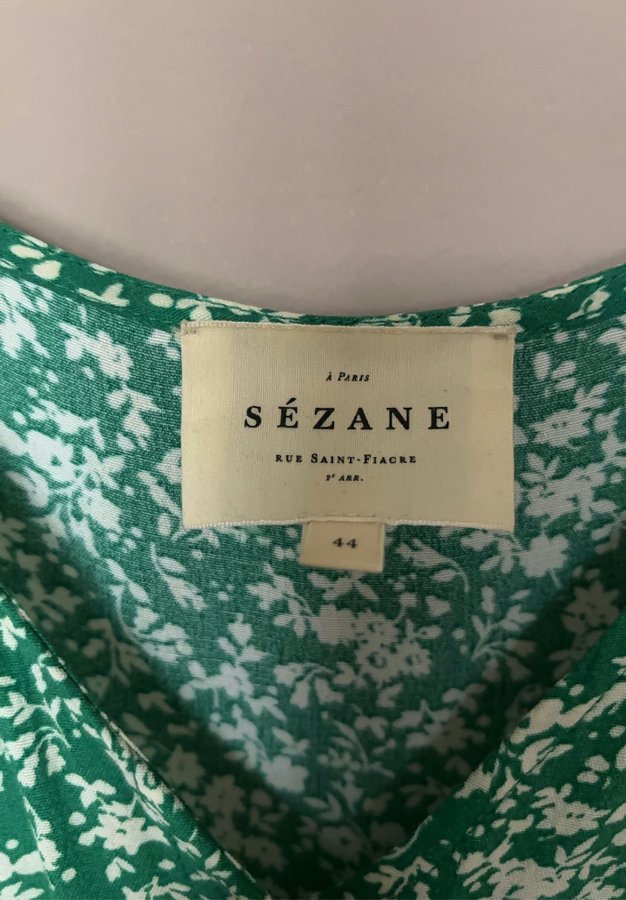 À PARIS
SÉZANE
RUE SAINT-FIACRE
2ᵉ ARR.
44